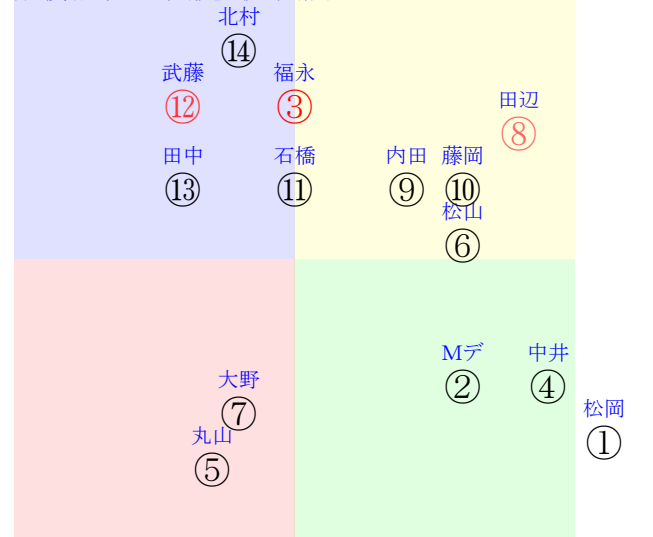 北村
⑭
武藤 福永
⑫ ③
田辺
⑧
田中 石橋 内田 藤岡
⑬ ⑪ ⑨ ⑩
松山
⑥
Mデ 中井
② ④
大野
⑦
松岡
①
丸山
⑤